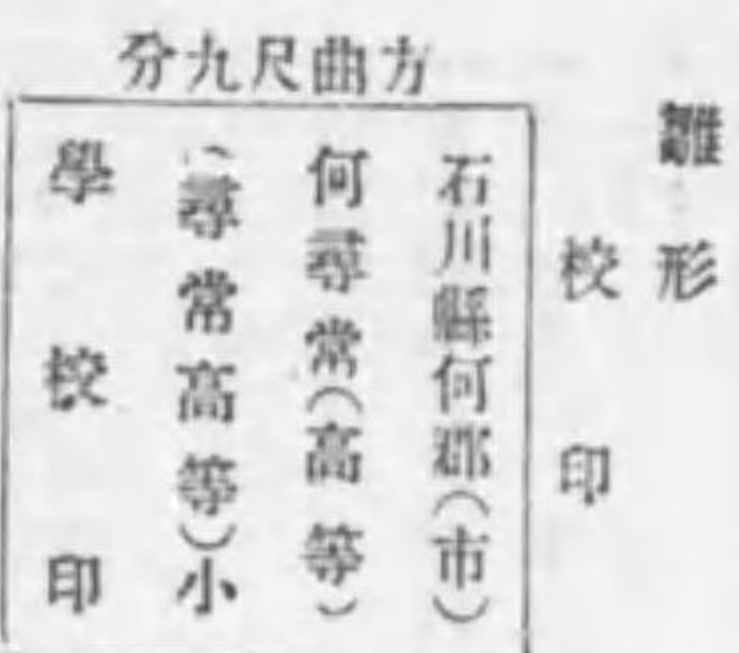 雛形
校印
方曲尺九分
石川縣何郡(市)
何尋常(高等)
(尋常高等)小
學校印